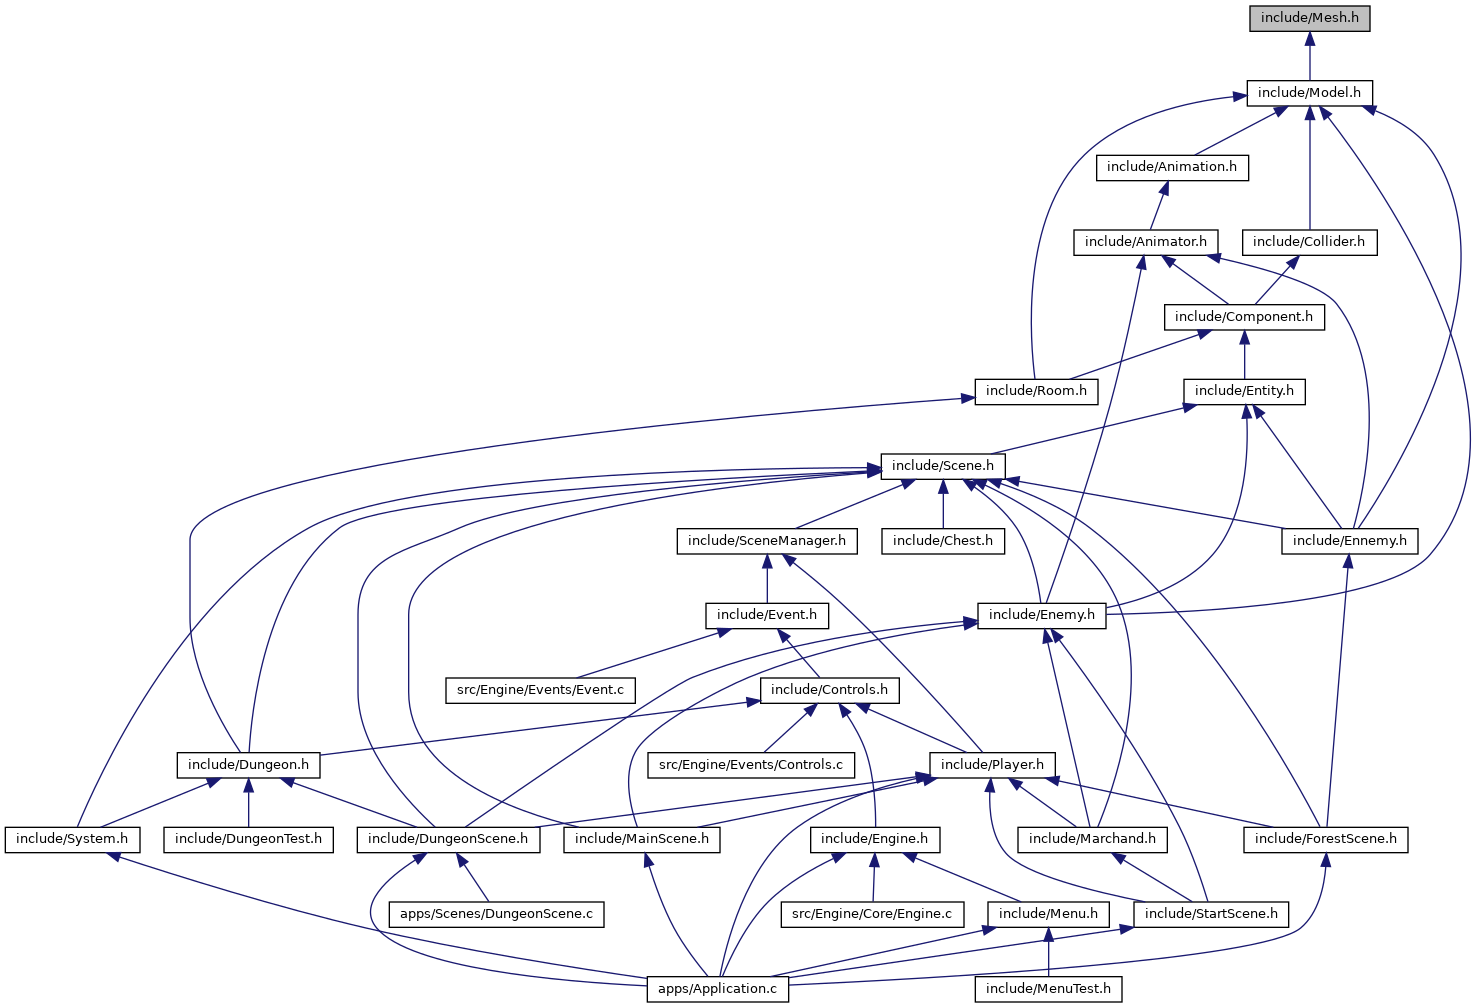 include/Mesh.h
include/Model.h
include/Animation.h
include/Animator.h
include/Collider.h
include/Component.h
include/Room.h
include/Entity.h
include/Scene.h
include/SceneManager.h
include/Chest.h
include/Ennemy.h
include/Event.h
include/Enemy.h
src/Engine/Events/Event.c
include/Controls.h
include/Dungeon.h
src/Engine/Events/Controls.c
include/Player.h
include/System.h
include/DungeonTest.h
include/DungeonScene.h
include/MainScene.h
include/Engine.h
include/Marchand.h
include/ForestScene.h
apps/Scenes/DungeonScene.c
src/Engine/Core/Engine.c
include/Menu.h
include/StartScene.h
apps/Application.c
include/MenuTest.h